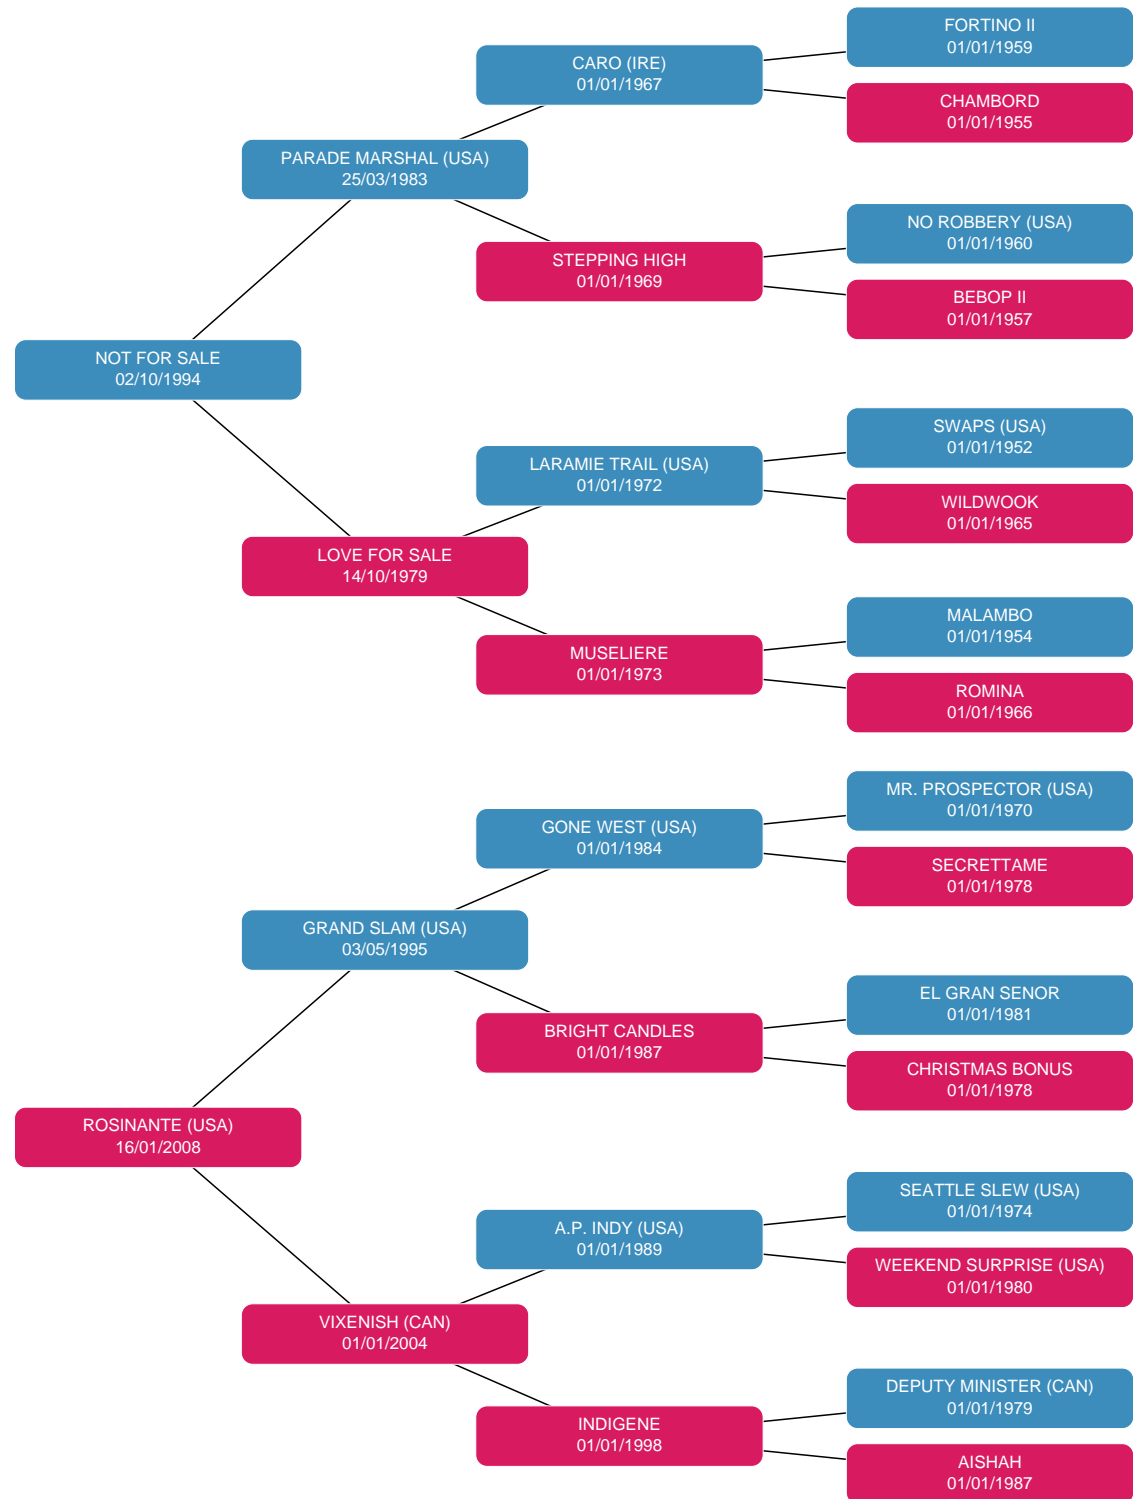 FORTINO II
01/01/1959
CARO (IRE)
01/01/1967
CHAMBORD
01/01/1955
PARADE MARSHAL (USA)
25/03/1983
NO ROBBERY (USA)
01/01/1960
STEPPING HIGH
01/01/1969
BEBOP II
01/01/1957
NOT FOR SALE
02/10/1994
SWAPS (USA)
01/01/1952
LARAMIE TRAIL (USA)
01/01/1972
WILDWOOK
01/01/1965
LOVE FOR SALE
14/10/1979
MALAMBO
01/01/1954
MUSELIERE
01/01/1973
ROMINA
01/01/1966
MR. PROSPECTOR (USA)
01/01/1970
GONE WEST (USA)
01/01/1984
SECRETTAME
01/01/1978
GRAND SLAM (USA)
03/05/1995
EL GRAN SENOR
01/01/1981
BRIGHT CANDLES
01/01/1987
CHRISTMAS BONUS
01/01/1978
ROSINANTE (USA)
16/01/2008
SEATTLE SLEW (USA)
01/01/1974
A.P. INDY (USA)
01/01/1989
WEEKEND SURPRISE (USA)
01/01/1980
VIXENISH (CAN)
01/01/2004
DEPUTY MINISTER (CAN)
01/01/1979
INDIGENE
01/01/1998
AISHAH
01/01/1987